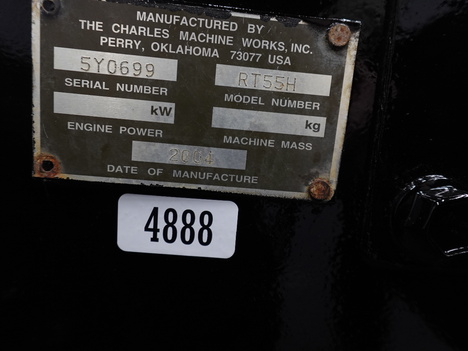 MANUFACTURED BY
THE CHARLES MACHINE WORKS, INC.
PERRY, OKLAHOMA 73077 USA
5Y0699
RT55H
SERIAL NUMBER
MODEL NUMBER
kW
kg
ENGINE POWER
MACHINE MASS
2004
DATE OF MANUFACTURE
4888